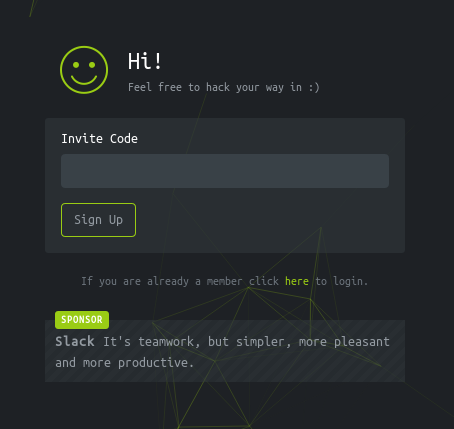 Hi!
Feel free to hack your way in :)
Invite Code
Sign Up
If you are already a member click here to login.
SPONSOR
Slack It's teamwork, but simpler, more pleasant
and more productive.